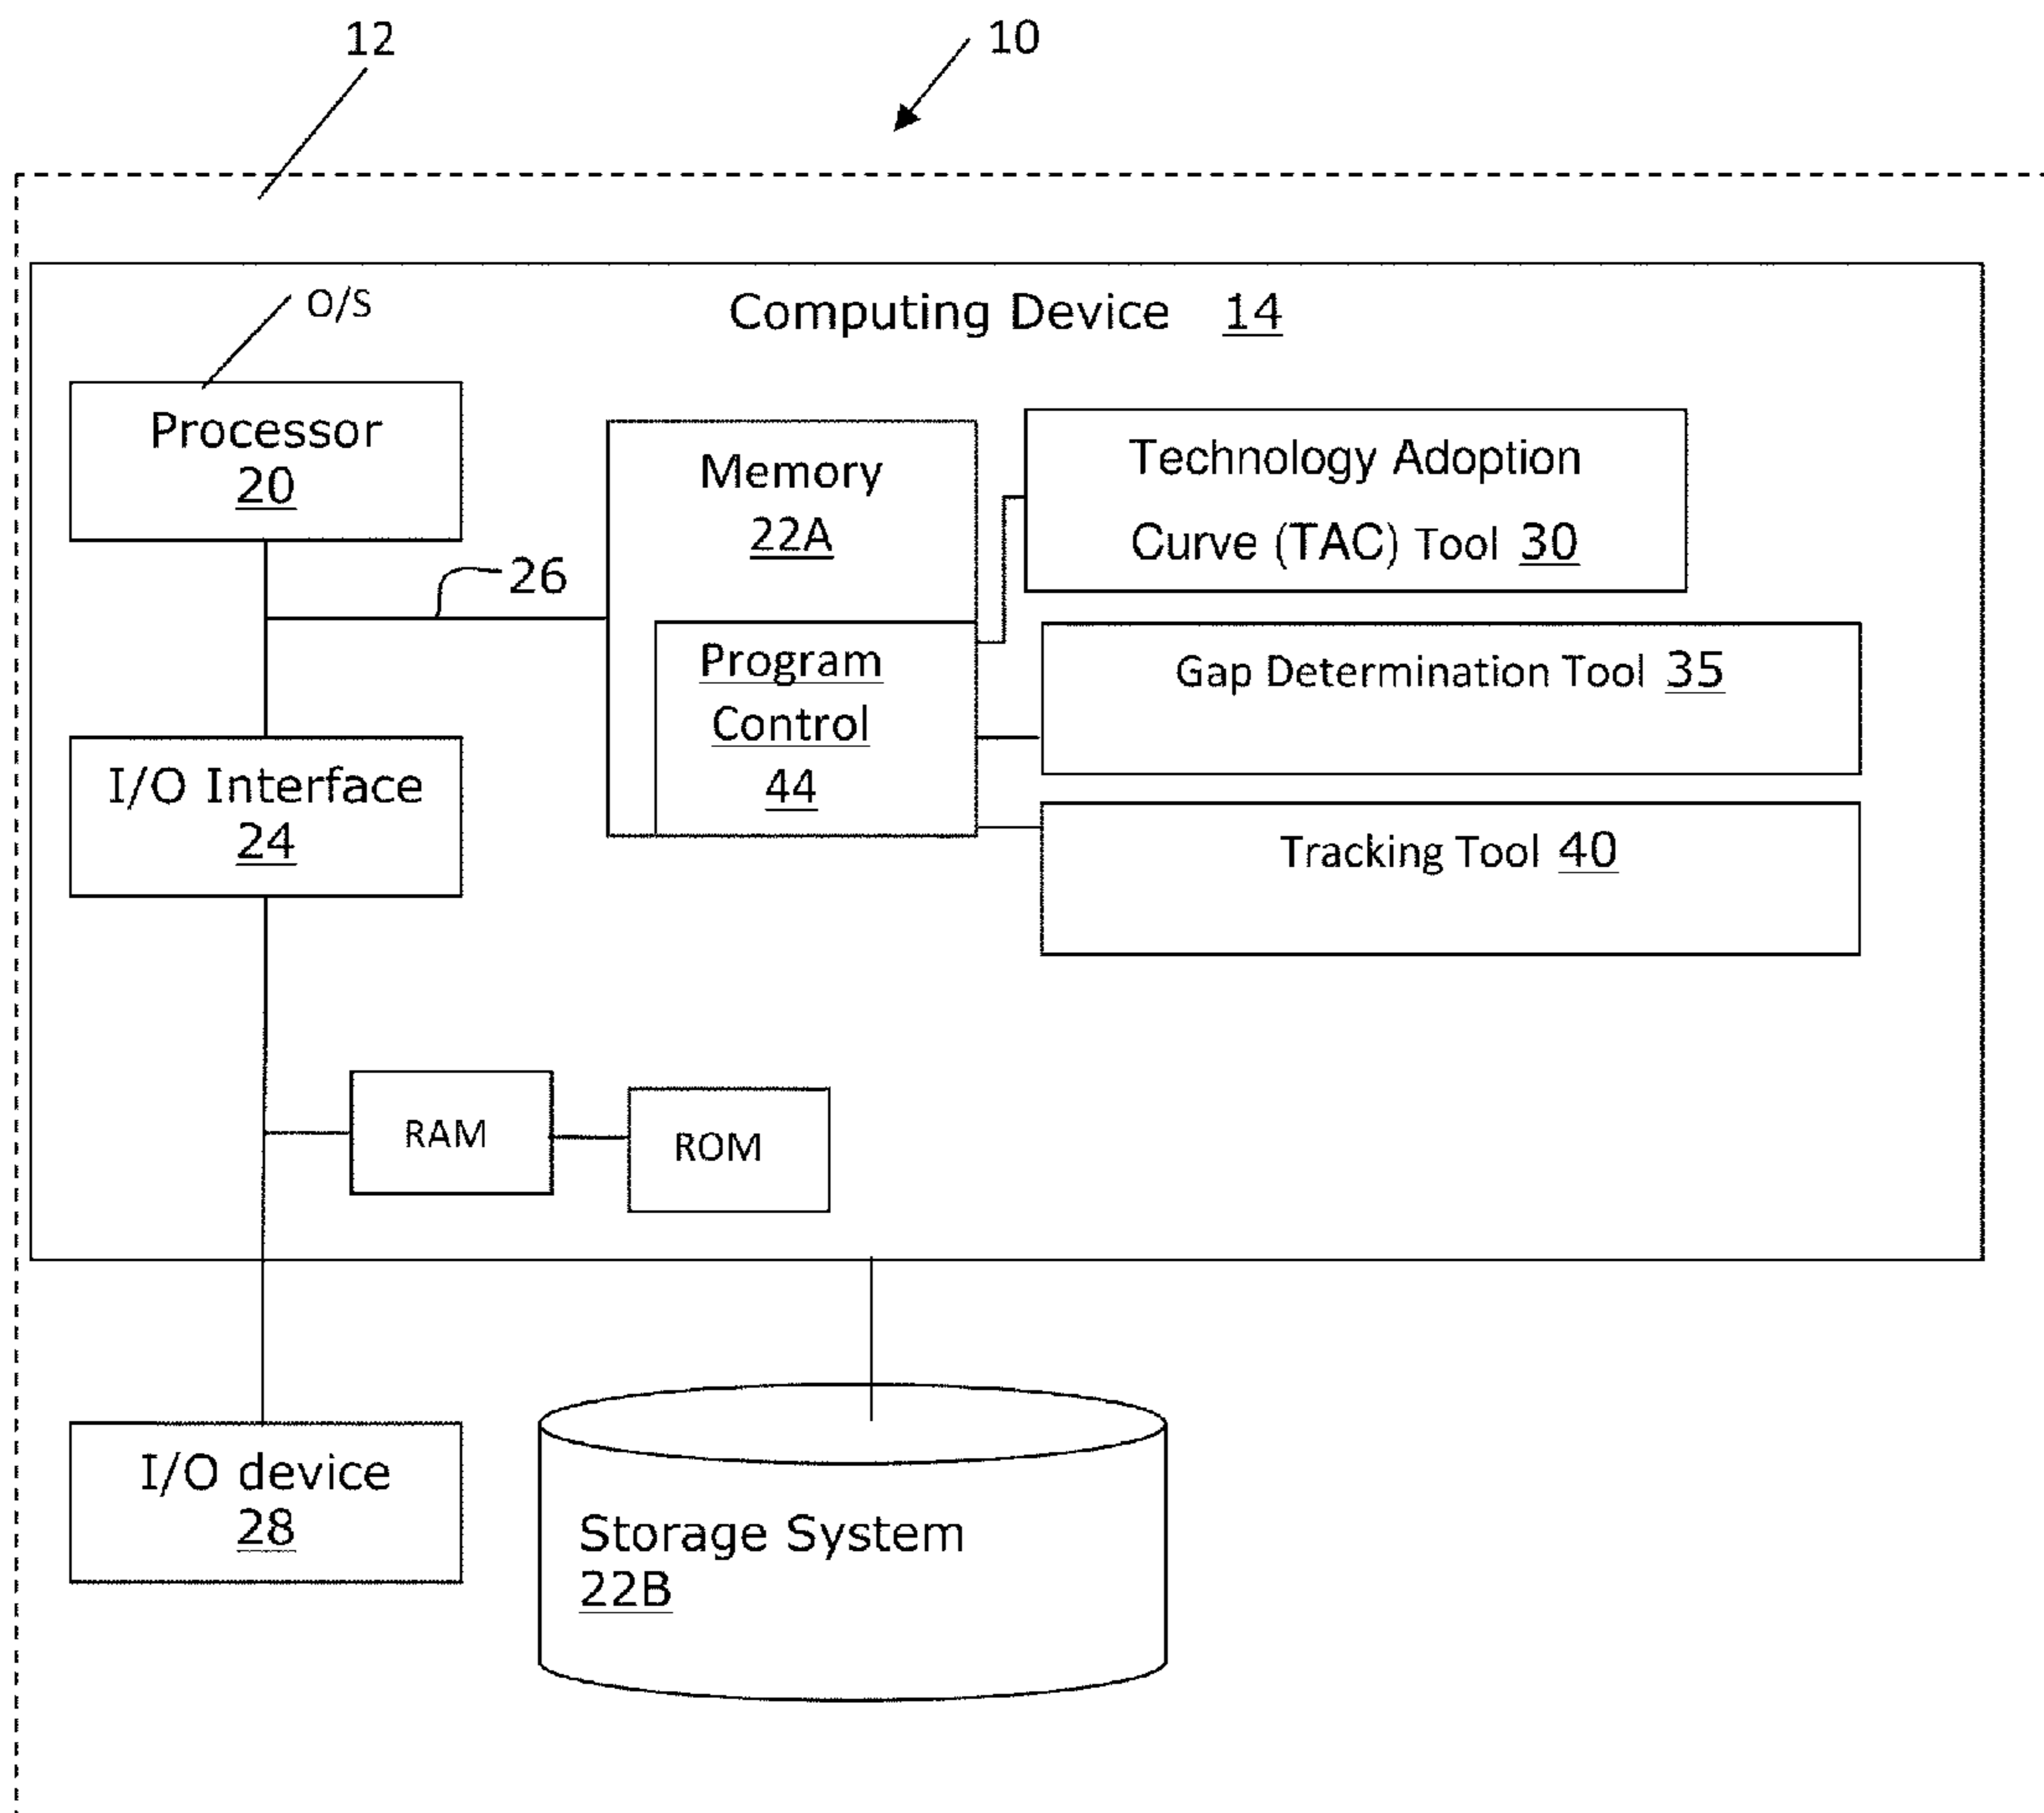 12
10
O/S
Computing Device 14
Processor
20
Memory
22A
Technology Adoption
Curve (TAC) Tool 30
26
Program
Control
44
Gap Determination Tool 35
I/O Interface
24
Tracking Tool 40
RAM
ROM
I/O device
28
Storage System
22B